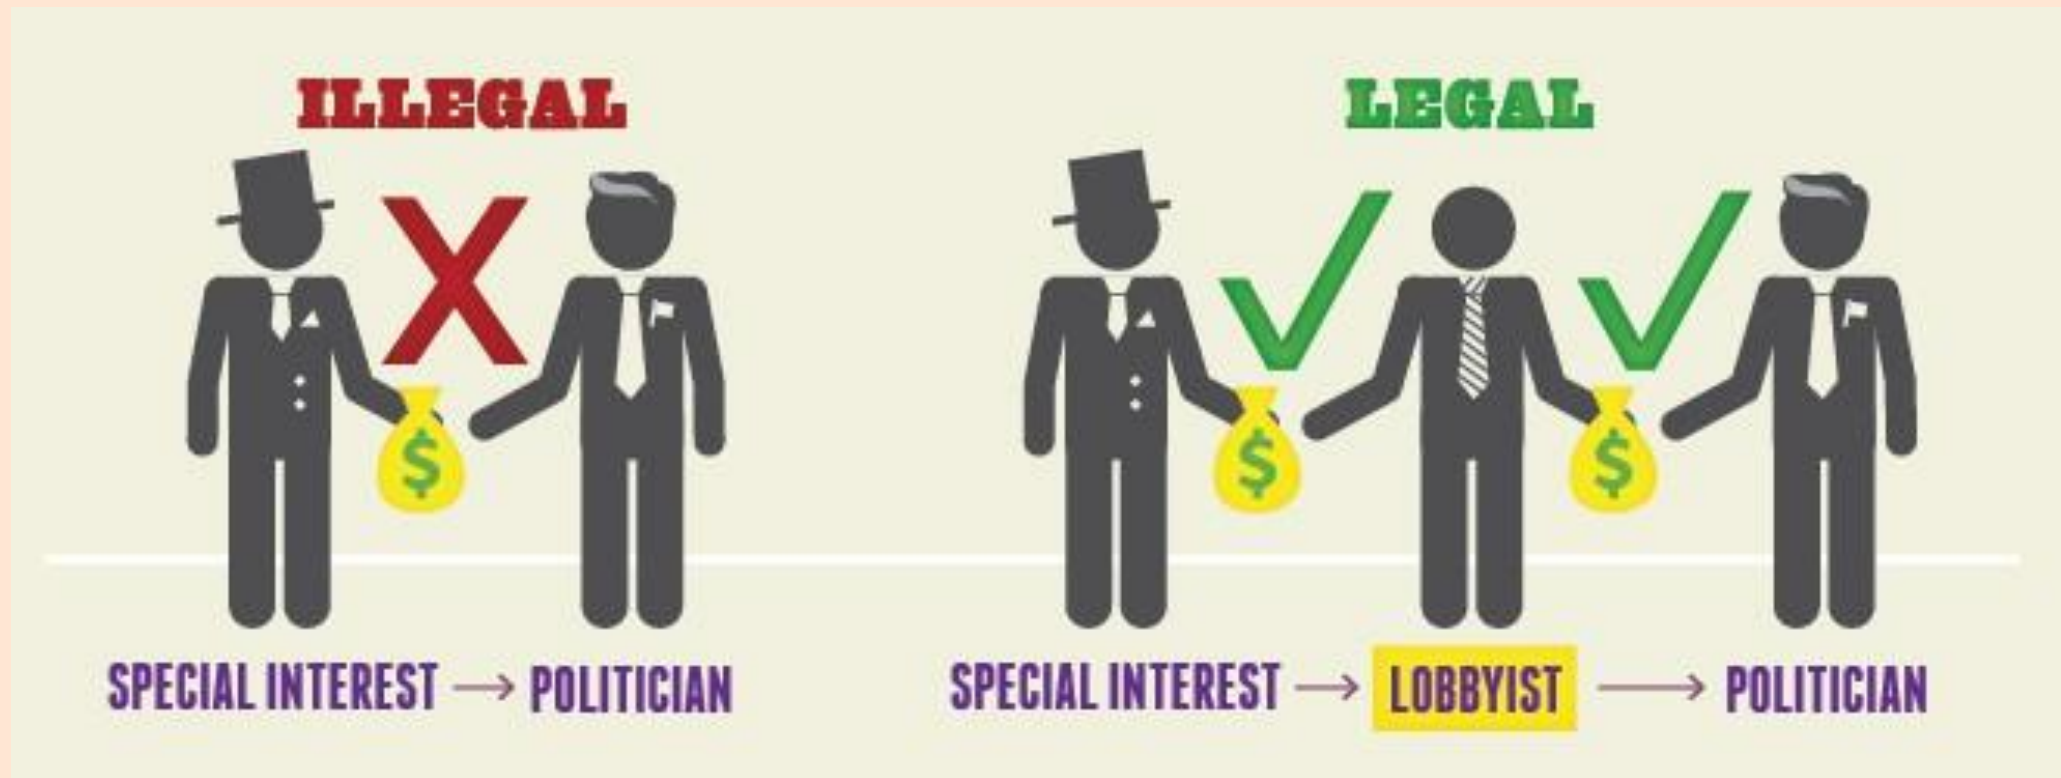 ILLEGAL
LEGAL
$
$
$
SPECIAL INTEREST → POLITICIAN
SPECIAL INTEREST → LOBBYIST → POLITICIAN